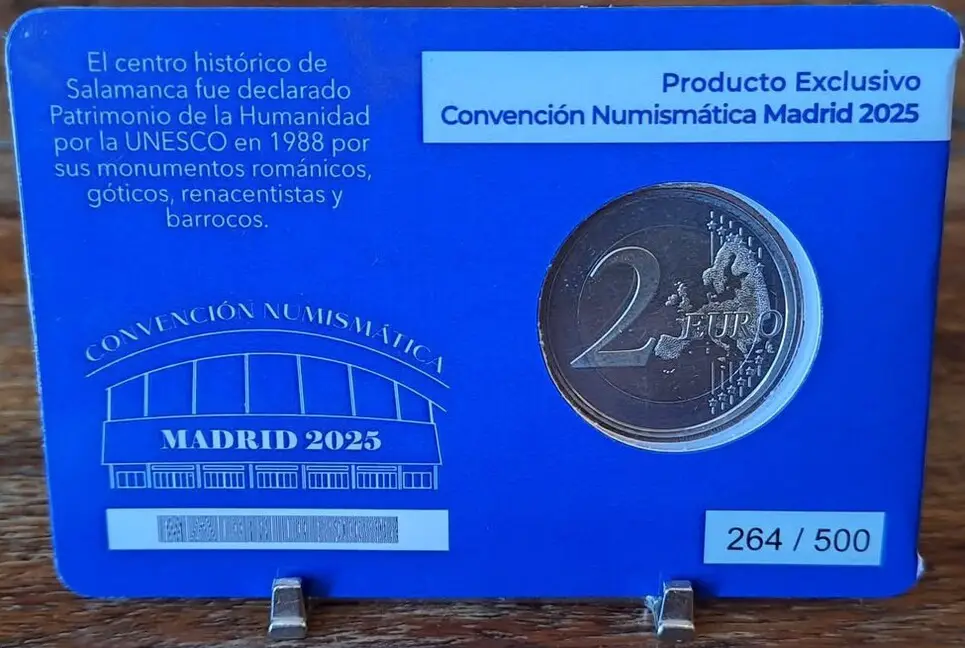 El centro histórico de
Salamanca fue declarado
Patrimonio de la Humanidad
por la UNESCO en 1988 por
sus monumentos románicos,
góticos, renacentistas y
barrocos.
Producto Exclusivo
Convención Numismática Madrid 2025
2 EURO
CONVENCIÓN NUMISMÁTICA
MADRID 2025
264 / 500